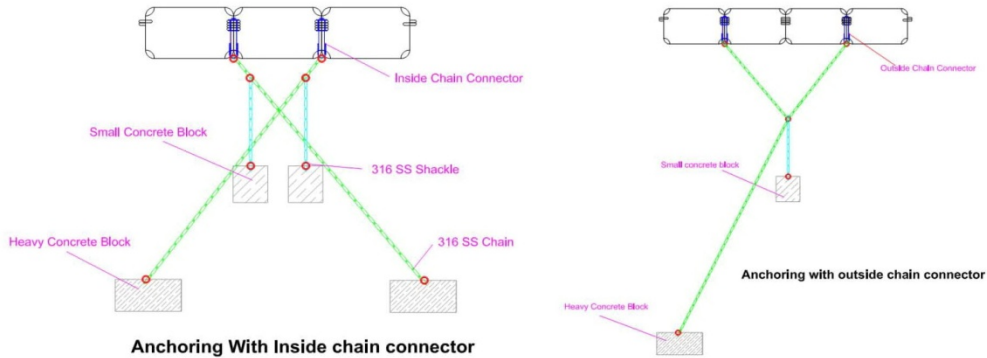 Inside Chain Connector
Small Concrete Block
316 SS Shackle
Heavy Concrete Block
316 SS Chain
Anchoring With Inside chain connector
Outside Chain Connector
Small concrete block
Anchoring with outside chain connector
Heavy Concrete Block